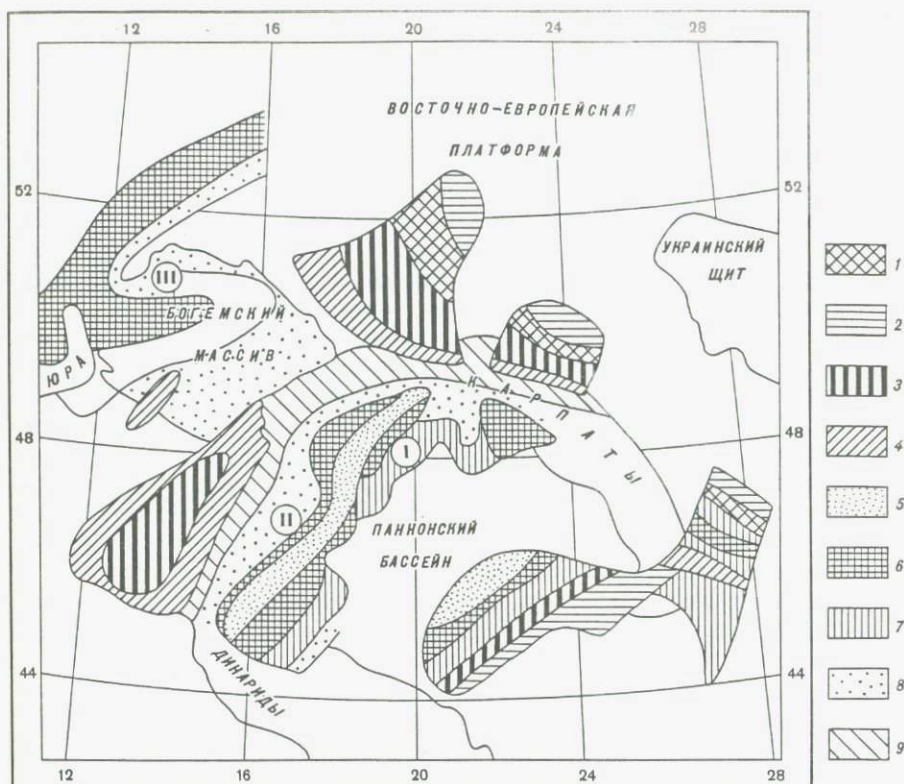 12 16 20 24 28
ВОСТОЧНО-ЕВРОПЕЙСКАЯ
ПЛАТФОРМА
52 52
УКРАИНСКИЙ
ЩИТ
III
БОГЕМСКИЙ
МАССИВ
ЮРА
КАРПАТЫ
48 48
I
II
ПАННОНСКИЙ
БАССЕЙН
44 44
ДИНАРИДЫ
12 16 20 24 28
1
2
3
4
5
6
7
8
9